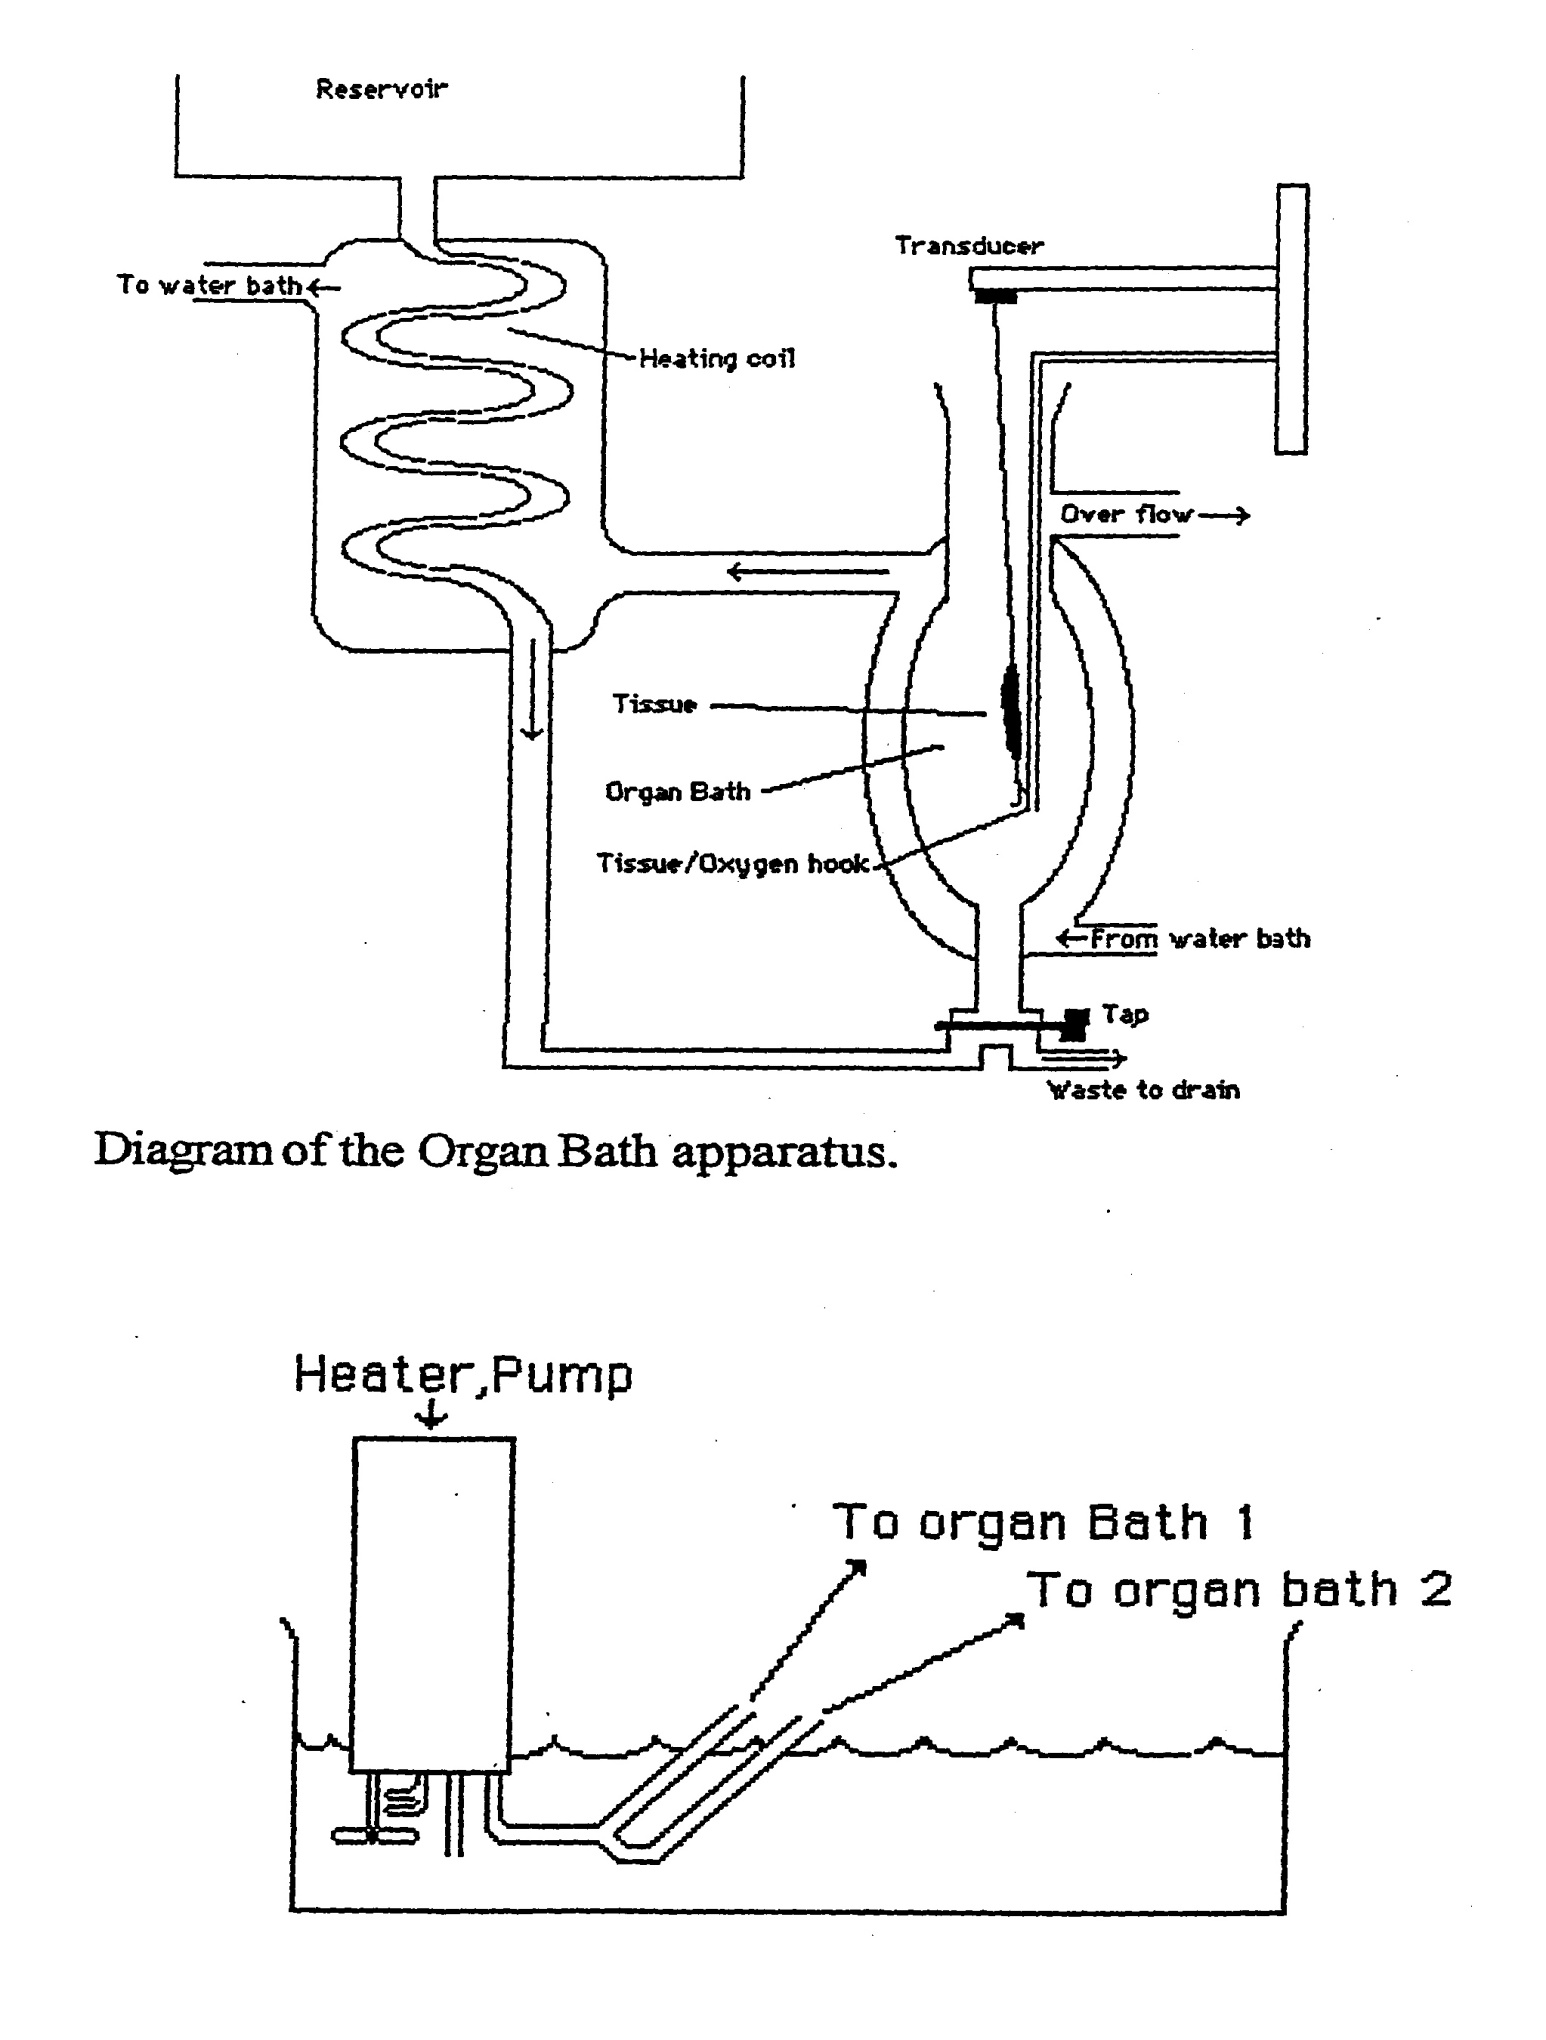 Reservoir
Transducer
To water bath
Heating coil
Over flow
Tissue
Organ Bath
Tissue/Oxygen hook
From water bath
Tap
Waste to drain
Diagram of the Organ Bath apparatus.
Heater,Pump
To organ Bath 1
To organ bath 2